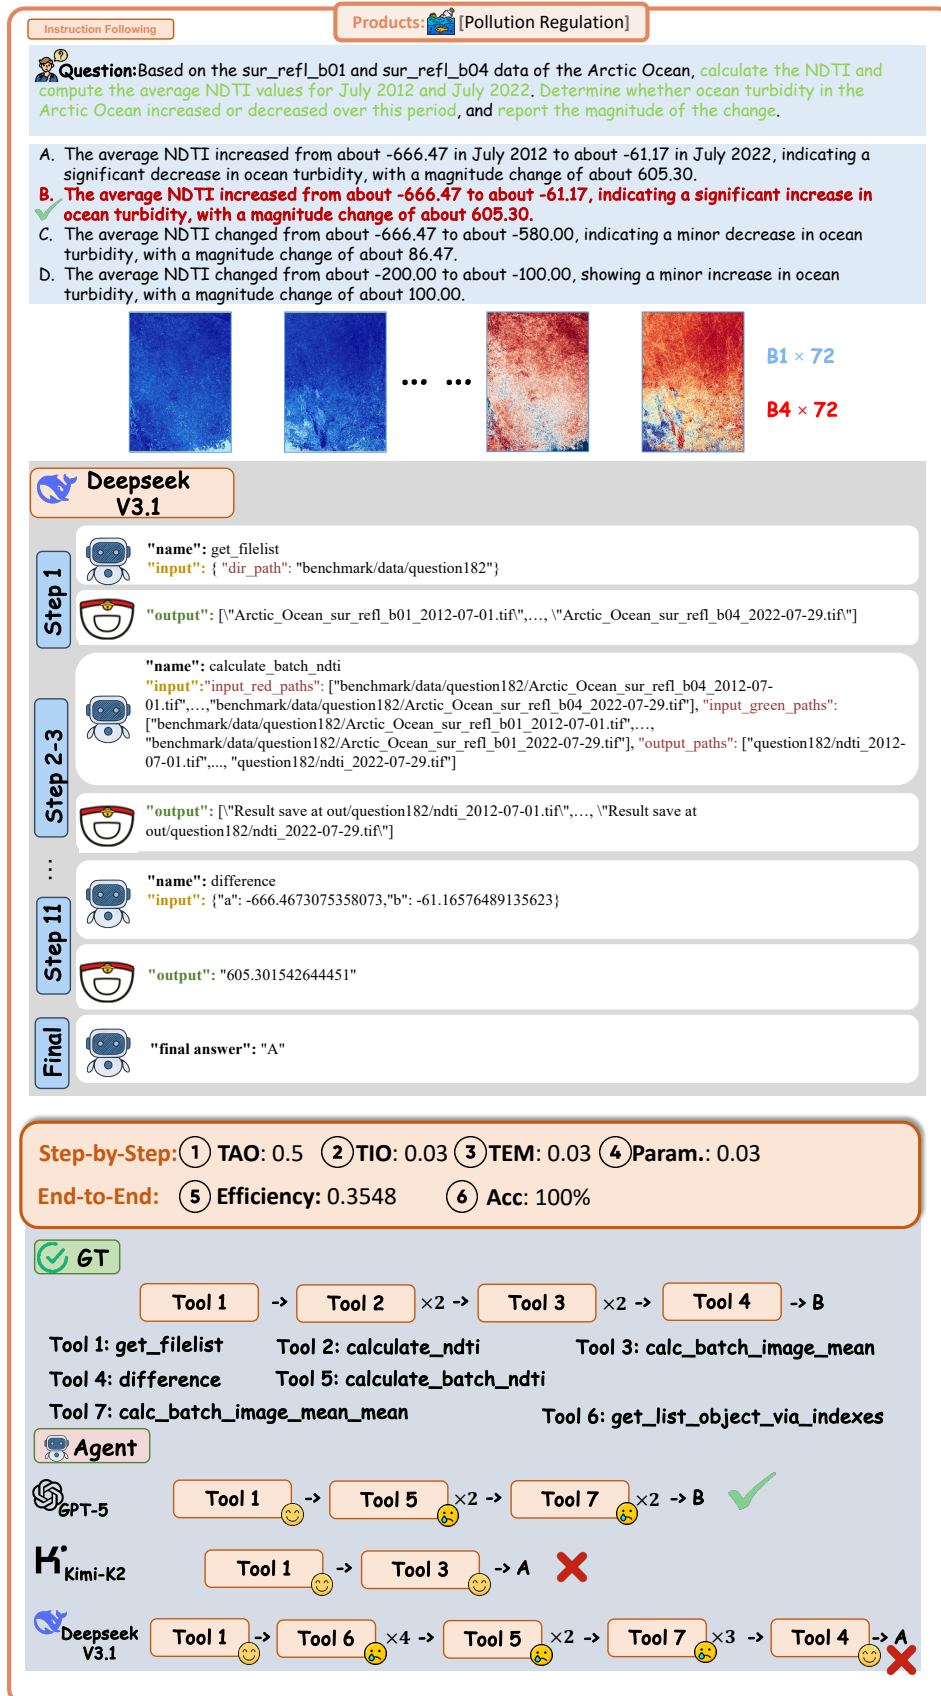 Instruction Following
Products: [Pollution Regulation]
Question:Based on the sur_refl_b01 and sur_refl_b04 data of the Arctic Ocean, calculate the NDTI and
compute the average NDTI values for July 2012 and July 2022. Determine whether ocean turbidity in the
Arctic Ocean increased or decreased over this period, and report the magnitude of the change.
A. The average NDTI increased from about -666.47 in July 2012 to about -61.17 in July 2022, indicating a
significant decrease in ocean turbidity, with a magnitude change of about 605.30.
B. The average NDTI increased from about -666.47 to about -61.17, indicating a significant increase in
ocean turbidity, with a magnitude change of about 605.30.
C. The average NDTI changed from about -666.47 to about -580.00, indicating a minor decrease in ocean
turbidity, with a magnitude change of about 86.47.
D. The average NDTI changed from about -200.00 to about -100.00, showing a minor increase in ocean
turbidity, with a magnitude change of about 100.00.
... ...
B1 × 72
B4 × 72
Deepseek
V3.1
Step 1
"name": get_filelist
"input": { "dir_path": "benchmark/data/question182"}
"output": [\"Arctic_Ocean_sur_refl_b01_2012-07-01.tif\",…, \"Arctic_Ocean_sur_refl_b04_2022-07-29.tif\"]
Step 2-3
"name": calculate_batch_ndti
"input":"input_red_paths": ["benchmark/data/question182/Arctic_Ocean_sur_refl_b04_2012-07-
01.tif",…,"benchmark/data/question182/Arctic_Ocean_sur_refl_b04_2022-07-29.tif"], "input_green_paths":
["benchmark/data/question182/Arctic_Ocean_sur_refl_b01_2012-07-01.tif",…,
"benchmark/data/question182/Arctic_Ocean_sur_refl_b01_2022-07-29.tif"], "output_paths": ["question182/ndti_2012-
07-01.tif",..., "question182/ndti_2022-07-29.tif"]
"output": [\"Result save at out/question182/ndti_2012-07-01.tif\",…, \"Result save at
out/question182/ndti_2022-07-29.tif\"]
...
Step 11
"name": difference
"input": {"a": -666.4673075358073,"b": -61.16576489135623}
"output": "605.301542644451"
Final
"final answer": "A"
Step-by-Step: 1 TAO: 0.5 2 TIO: 0.03 3 TEM: 0.03 4 Param.: 0.03
End-to-End: 5 Efficiency: 0.3548 6 Acc: 100%
GT
Tool 1 -> Tool 2 ×2 -> Tool 3 ×2 -> Tool 4 -> B
Tool 1: get_filelist Tool 2: calculate_ndti Tool 3: calc_batch_image_mean
Tool 4: difference Tool 5: calculate_batch_ndti
Tool 7: calc_batch_image_mean_mean Tool 6: get_list_object_via_indexes
Agent
GPT-5 Tool 1 -> Tool 5 ×2 -> Tool 7 ×2 -> B
Kimi-K2 Tool 1 -> Tool 3 -> A
Deepseek
V3.1 Tool 1 -> Tool 6 ×4 -> Tool 5 ×2 -> Tool 7 ×3 -> Tool 4 -> A